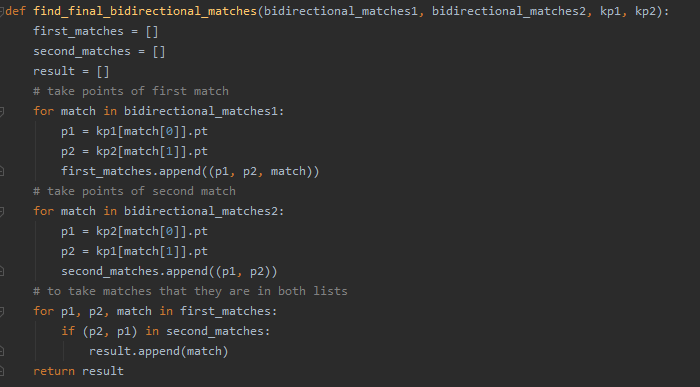 def find_final_bidirectional_matches(bidirectional_matches1, bidirectional_matches2, kp1, kp2):
    first_matches = []
    second_matches = []
    result = []
    # take points of first match
    for match in bidirectional_matches1:
        p1 = kp1[match[0]].pt
        p2 = kp2[match[1]].pt
        first_matches.append((p1, p2, match))
    # take points of second match
    for match in bidirectional_matches2:
        p1 = kp2[match[0]].pt
        p2 = kp1[match[1]].pt
        second_matches.append((p1, p2))
    # to take matches that they are in both lists
    for p1, p2, match in first_matches:
        if (p2, p1) in second_matches:
            result.append(match)
    return result